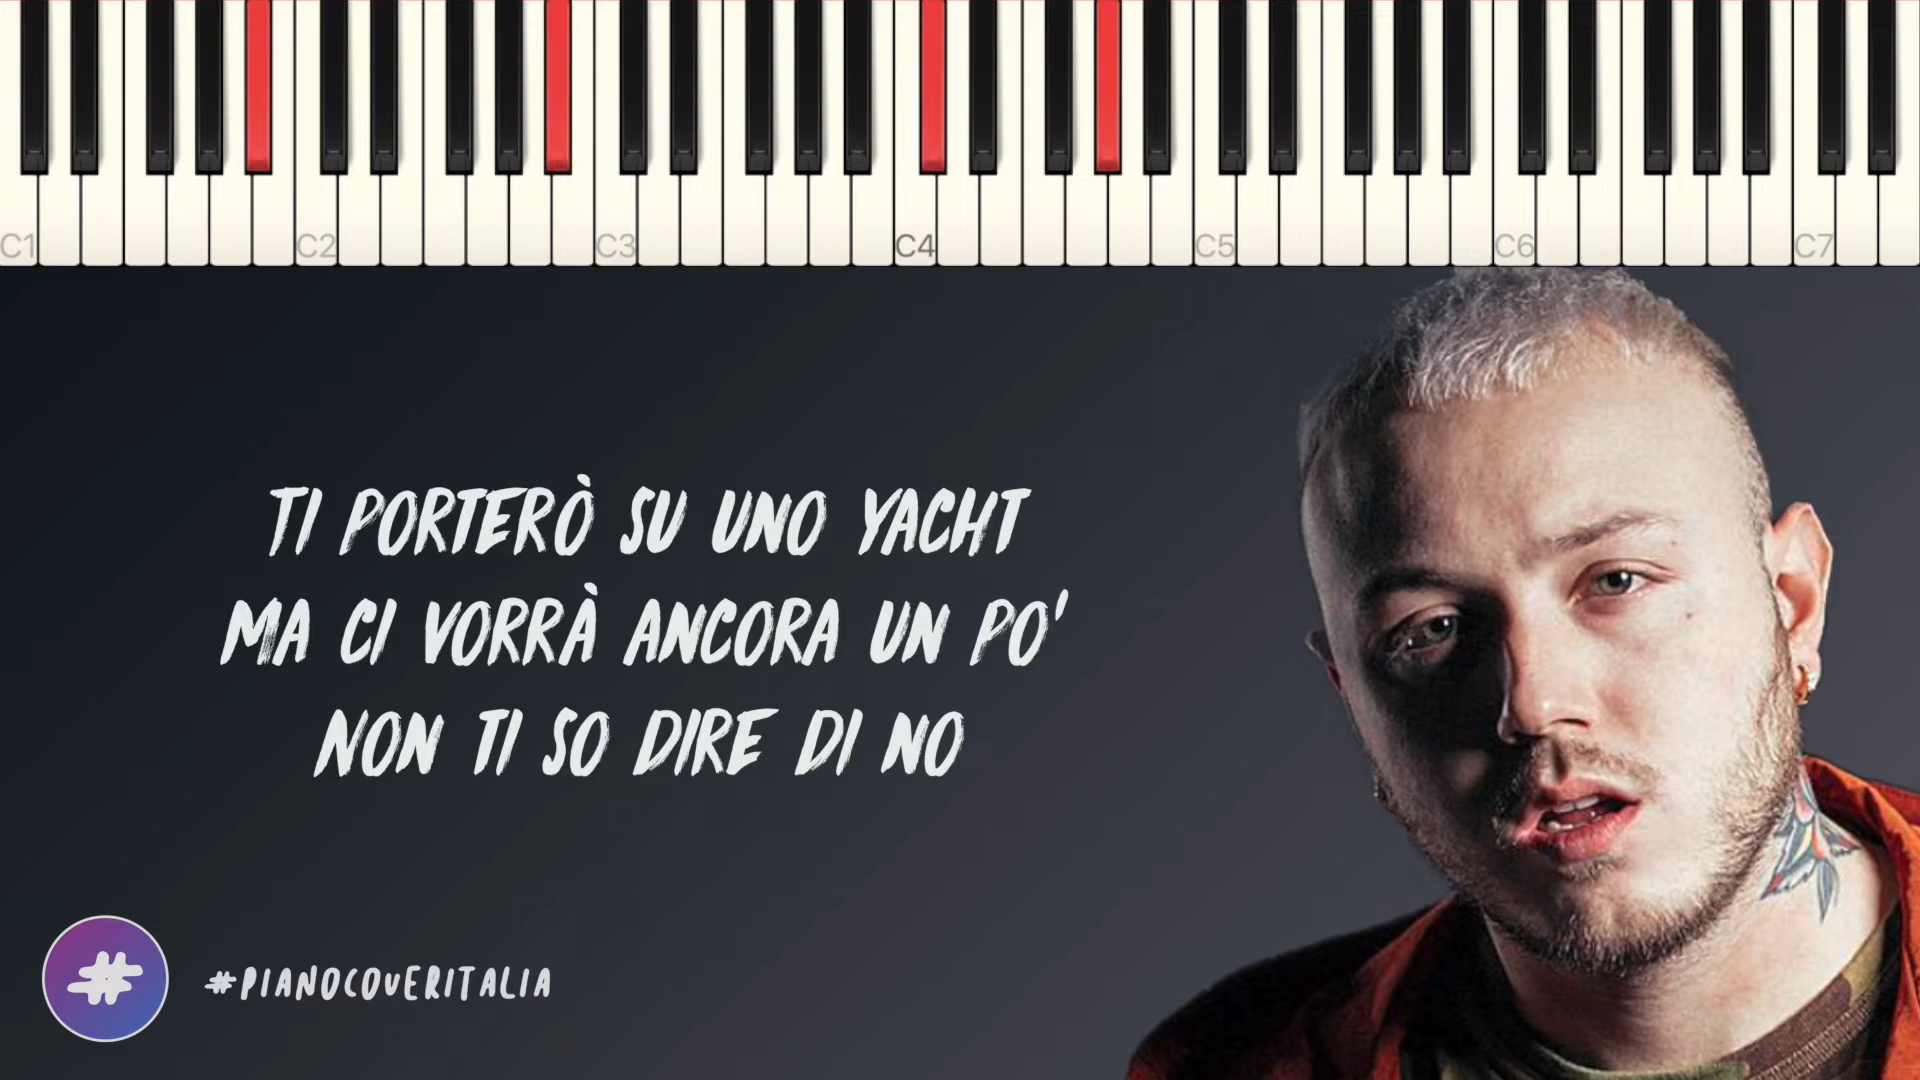 C1 C2 C3 C4 C5 C6 C7
TI PORTERÒ SU UNO YACHT
MA CI VORRÀ ANCORA UN PO'
NON TI SO DIRE DI NO
# #PIANOCOVERITALIA